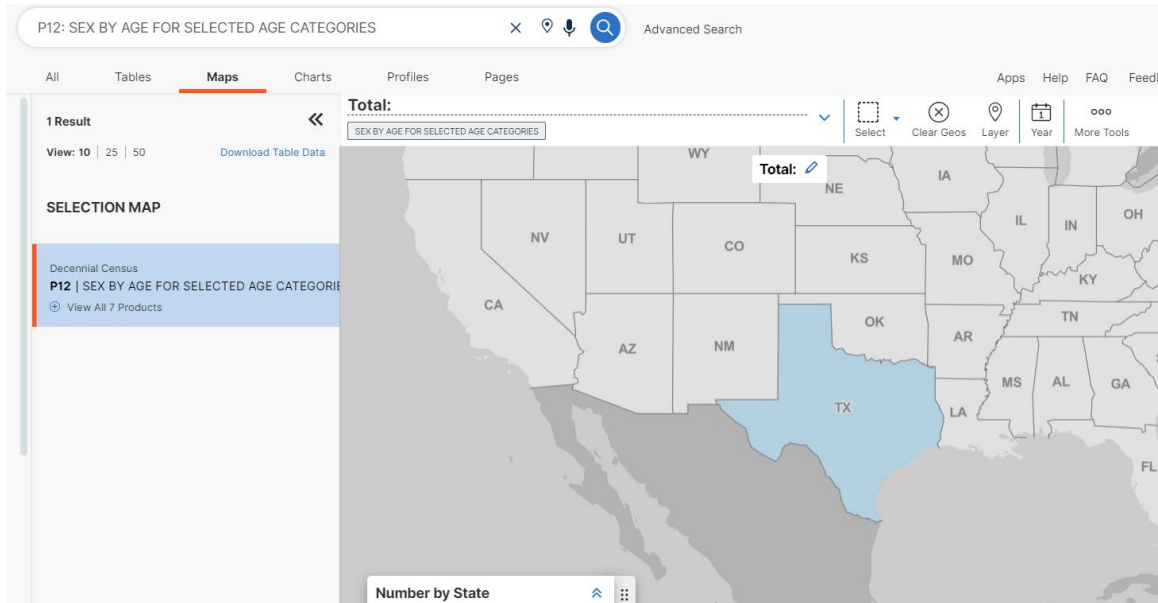 P12: SEX BY AGE FOR SELECTED AGE CATEGORIES
Advanced Search
All Tables Maps Charts Profiles Pages
Apps Help FAQ Feedl
1 Result
View: 10 | 25 | 50
Download Table Data
SELECTION MAP
Decennial Census
P12 | SEX BY AGE FOR SELECTED AGE CATEGORIE
View All 7 Products
Total:
SEX BY AGE FOR SELECTED AGE CATEGORIES
Select Clear Geos Layer 1 Year More Tools
Total:
WY
NE
IA
IL
IN
OH
NV
UT
CO
KS
MO
KY
CA
AZ
NM
OK
AR
TN
MS
AL
GA
TX
LA
FL
Number by State